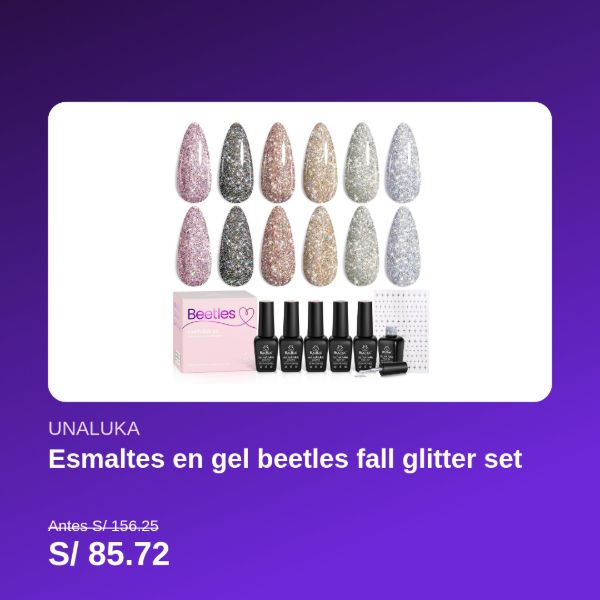 Beetles
UNALUKA
Esmaltes en gel beetles fall glitter set
Antes S/ 156.25
S/ 85.72